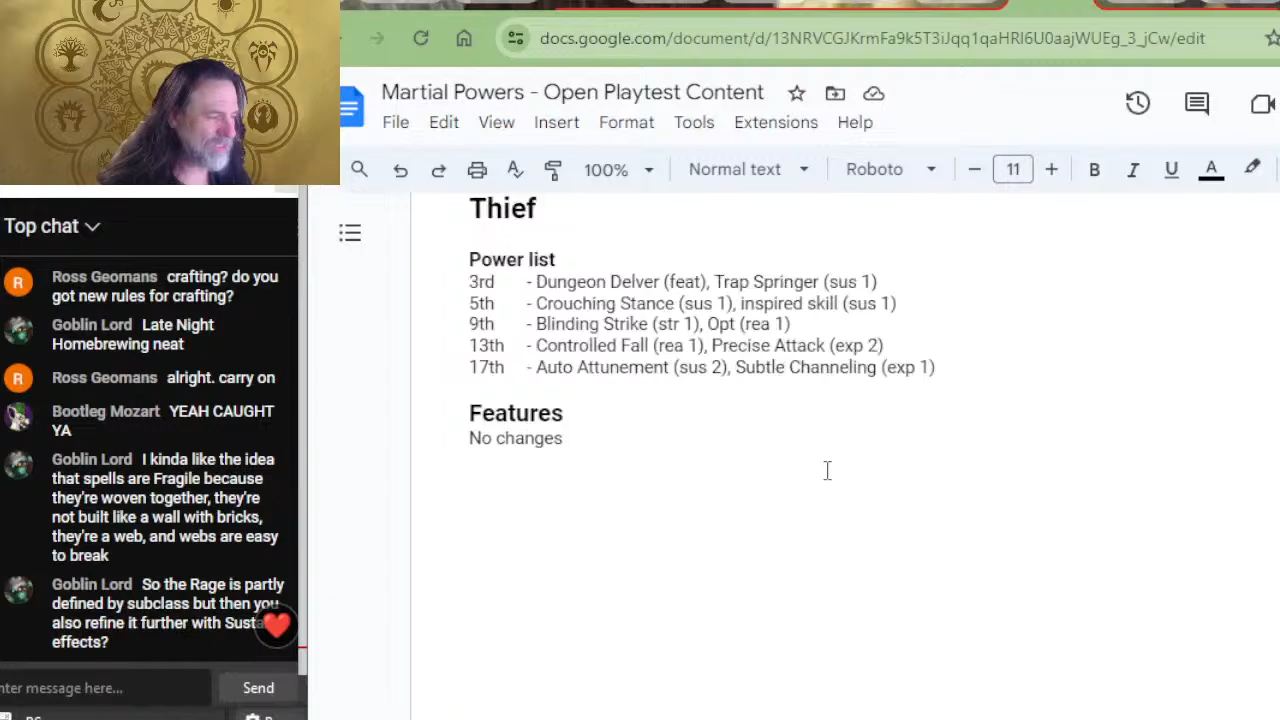 docs.google.com/document/d/13NRVCGJKrmFa9k5T3iJqq1qaHRl6U0aajWUEg_3_jCw/edit
Martial Powers - Open Playtest Content
File Edit View Insert Format Tools Extensions Help
100% Normal text Roboto 11 B I U A
Top chat
Ross Geomans crafting? do you
got new rules for crafting?
Goblin Lord Late Night
Homebrewing neat
Ross Geomans alright. carry on
Bootleg Mozart YEAH CAUGHT
YA
Goblin Lord I kinda like the idea
that spells are Fragile because
they're woven together, they're
not built like a wall with bricks,
they're a web, and webs are easy
to break
Goblin Lord So the Rage is partly
defined by subclass but then you
also refine it further with Susta
effects?
nter message here...
Send
Thief
Power list
3rd - Dungeon Delver (feat), Trap Springer (sus 1)
5th - Crouching Stance (sus 1), inspired skill (sus 1)
9th - Blinding Strike (str 1), Opt (rea 1)
13th - Controlled Fall (rea 1), Precise Attack (exp 2)
17th - Auto Attunement (sus 2), Subtle Channeling (exp 1)
Features
No changes